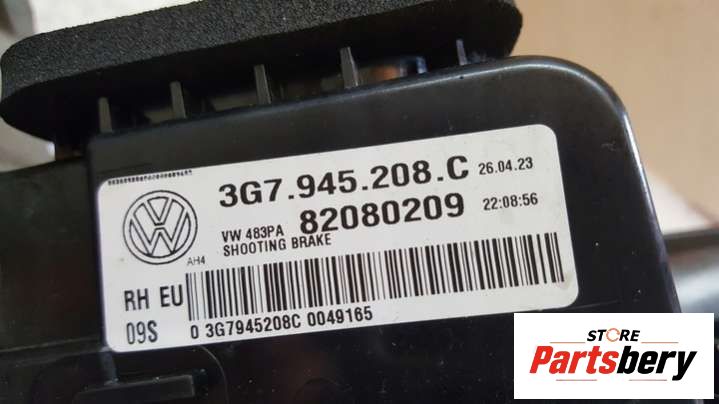 3G7.945.208.C 26.04.23
VW 483PA 82080209 22:08:56
SHOOTING BRAKE
AH4
RH EU
09S 0 3G7945208C 0049165
STORE
Partsbery